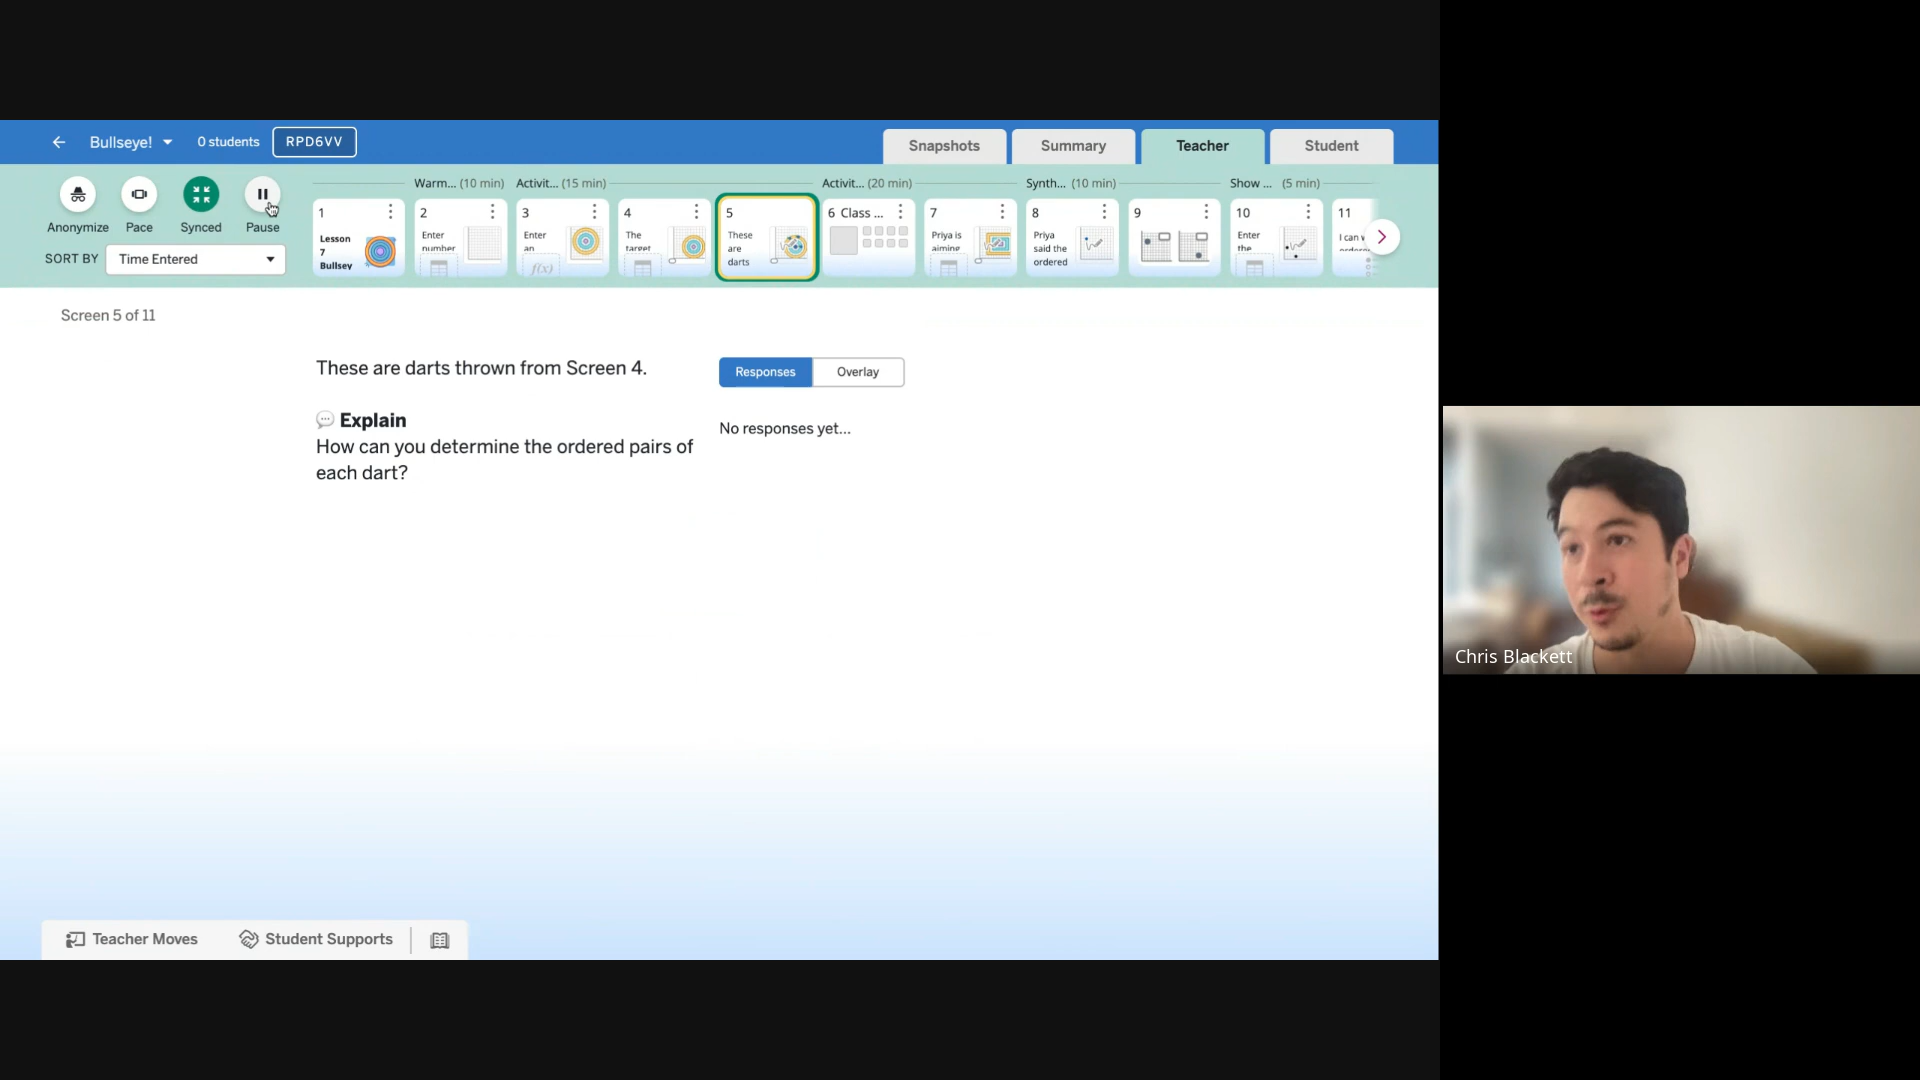 Bullseye!
0 students
RPD6VV
Snapshots
Summary
Teacher
Student
Anonymize
Pace
Synced
Pause
SORT BY
Time Entered
Warm... (10 min)
Activit... (15 min)
Activit... (20 min)
Synth... (10 min)
Show ... (5 min)
1
Lesson
7
Bullsey
2
Enter
number
3
Enter
an
f(x)
4
The
target
5
These
are
darts
6 Class ...
7
Priya is
aiming
8
Priya
said the
ordered
9
10
Enter
the
11
I can
Screen 5 of 11
These are darts thrown from Screen 4.
Explain
How can you determine the ordered pairs of
each dart?
Responses
Overlay
No responses yet...
Teacher Moves
Student Supports
Chris Blackett